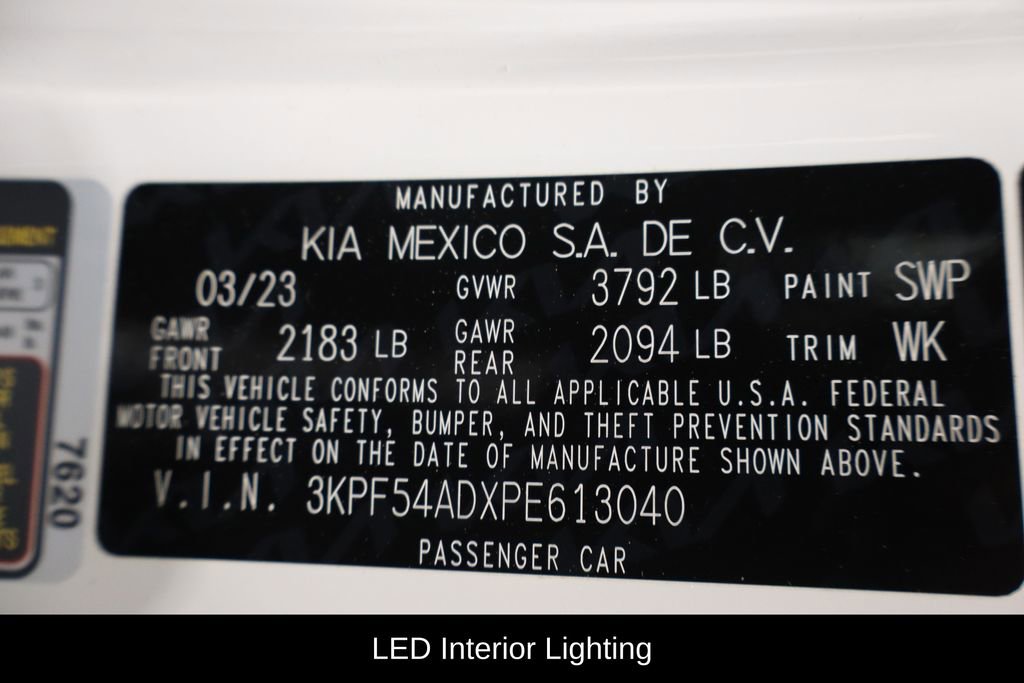 MANUFACTURED BY
KIA MEXICO S.A. DE C.V.
03/23 GVWR 3792 LB PAINT SWP
GAWR FRONT 2183 LB GAWR REAR 2094 LB TRIM WK
THIS VEHICLE CONFORMS TO ALL APPLICABLE U.S.A. FEDERAL
MOTOR VEHICLE SAFETY, BUMPER, AND THEFT PREVENTION STANDARDS
IN EFFECT ON THE DATE OF MANUFACTURE SHOWN ABOVE.
V.I.N. 3KPF54ADXPE613040
PASSENGER CAR
7620
LED Interior Lighting